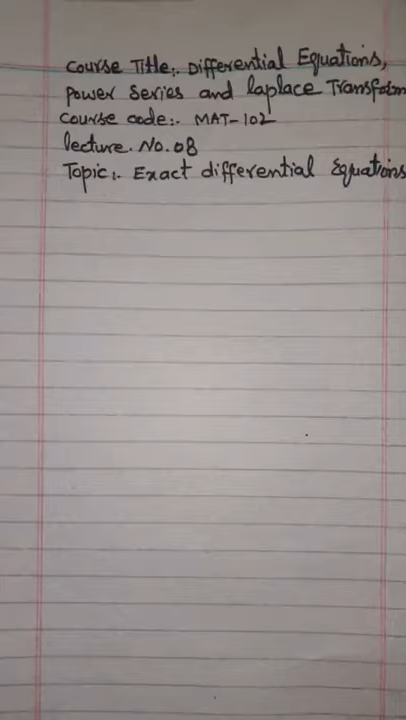 Course Title:. Differential Equations,
Power Series and laplace Transform
Course code:. MAT-102
lecture. No. 08
Topic:. Exact differential Equations